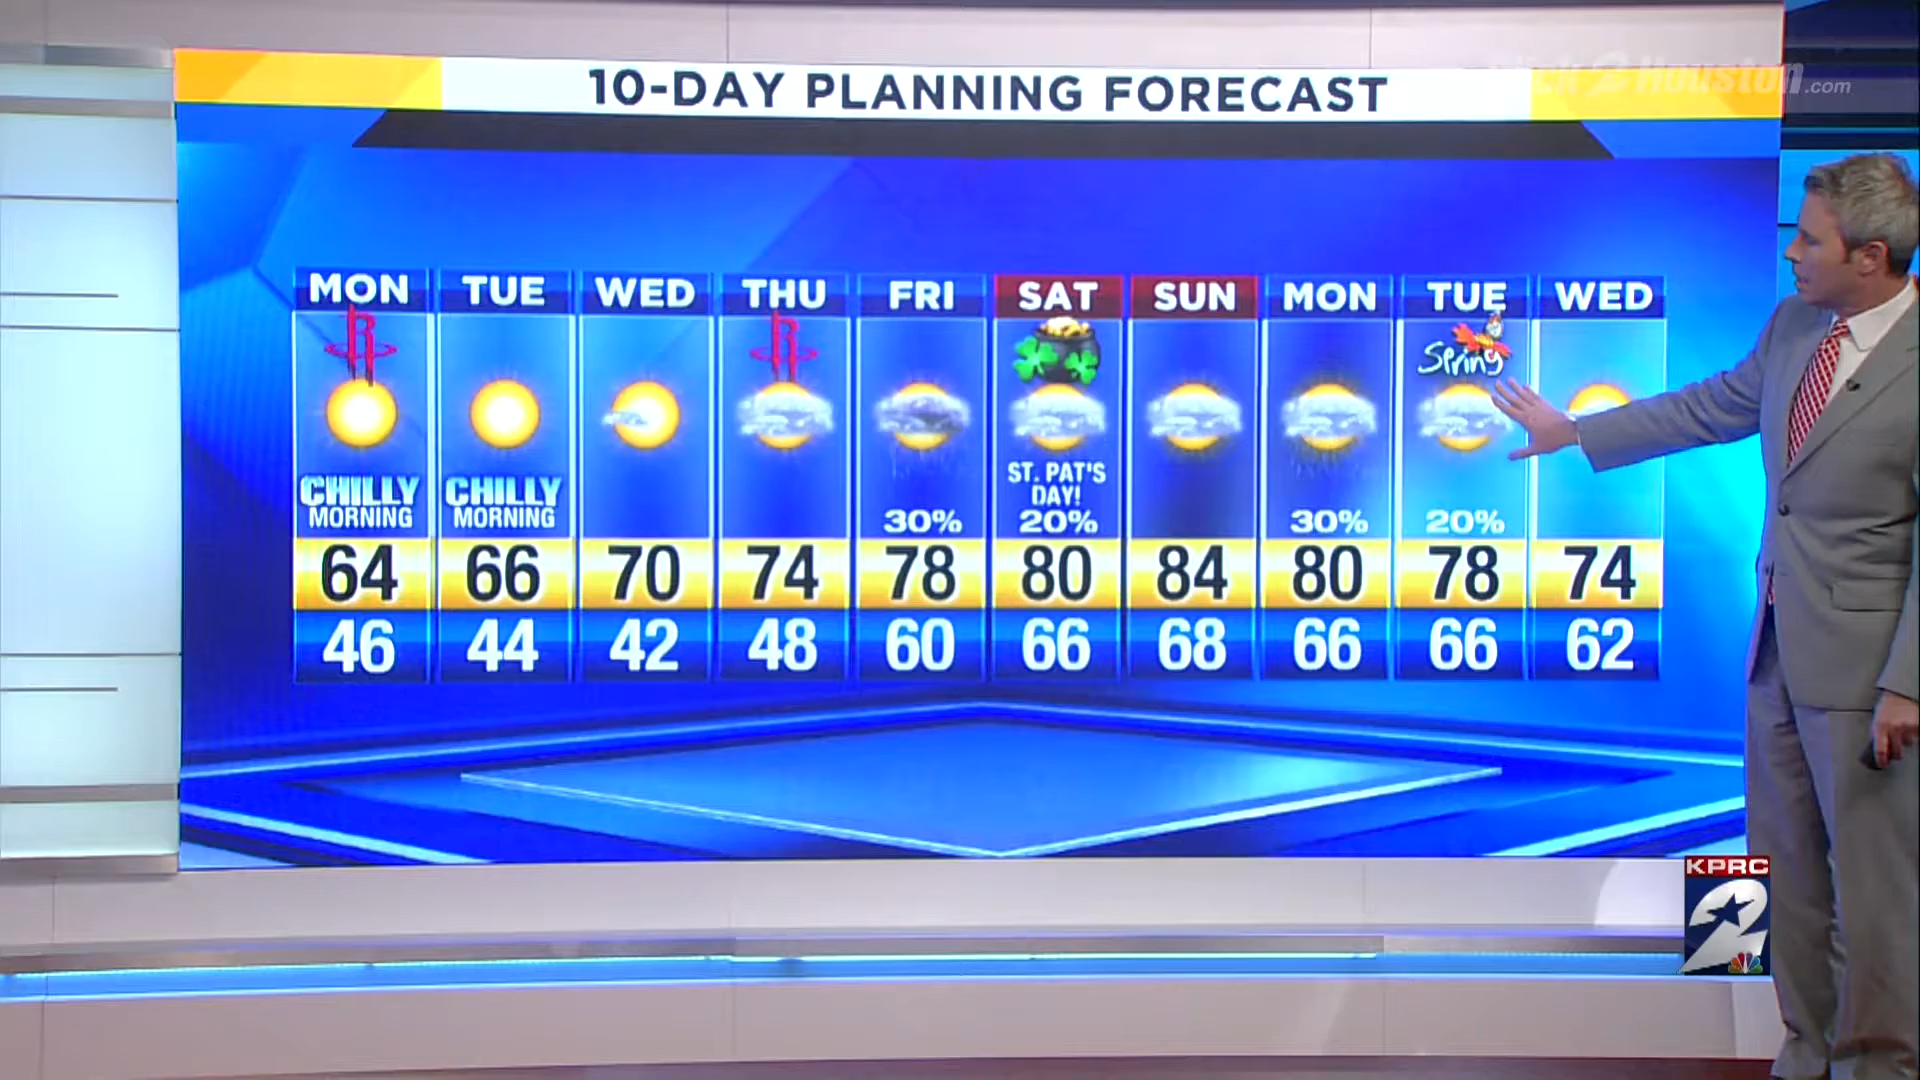 Click2Houston.com
10-DAY PLANNING FORECAST
MON TUE WED THU FRI SAT SUN MON TUE WED
R R Spring
CHILLY MORNING CHILLY MORNING ST. PAT'S DAY!
30% 20% 30% 20%
64 66 70 74 78 80 84 80 78 74
46 44 42 48 60 66 68 66 66 62
KPRC
2